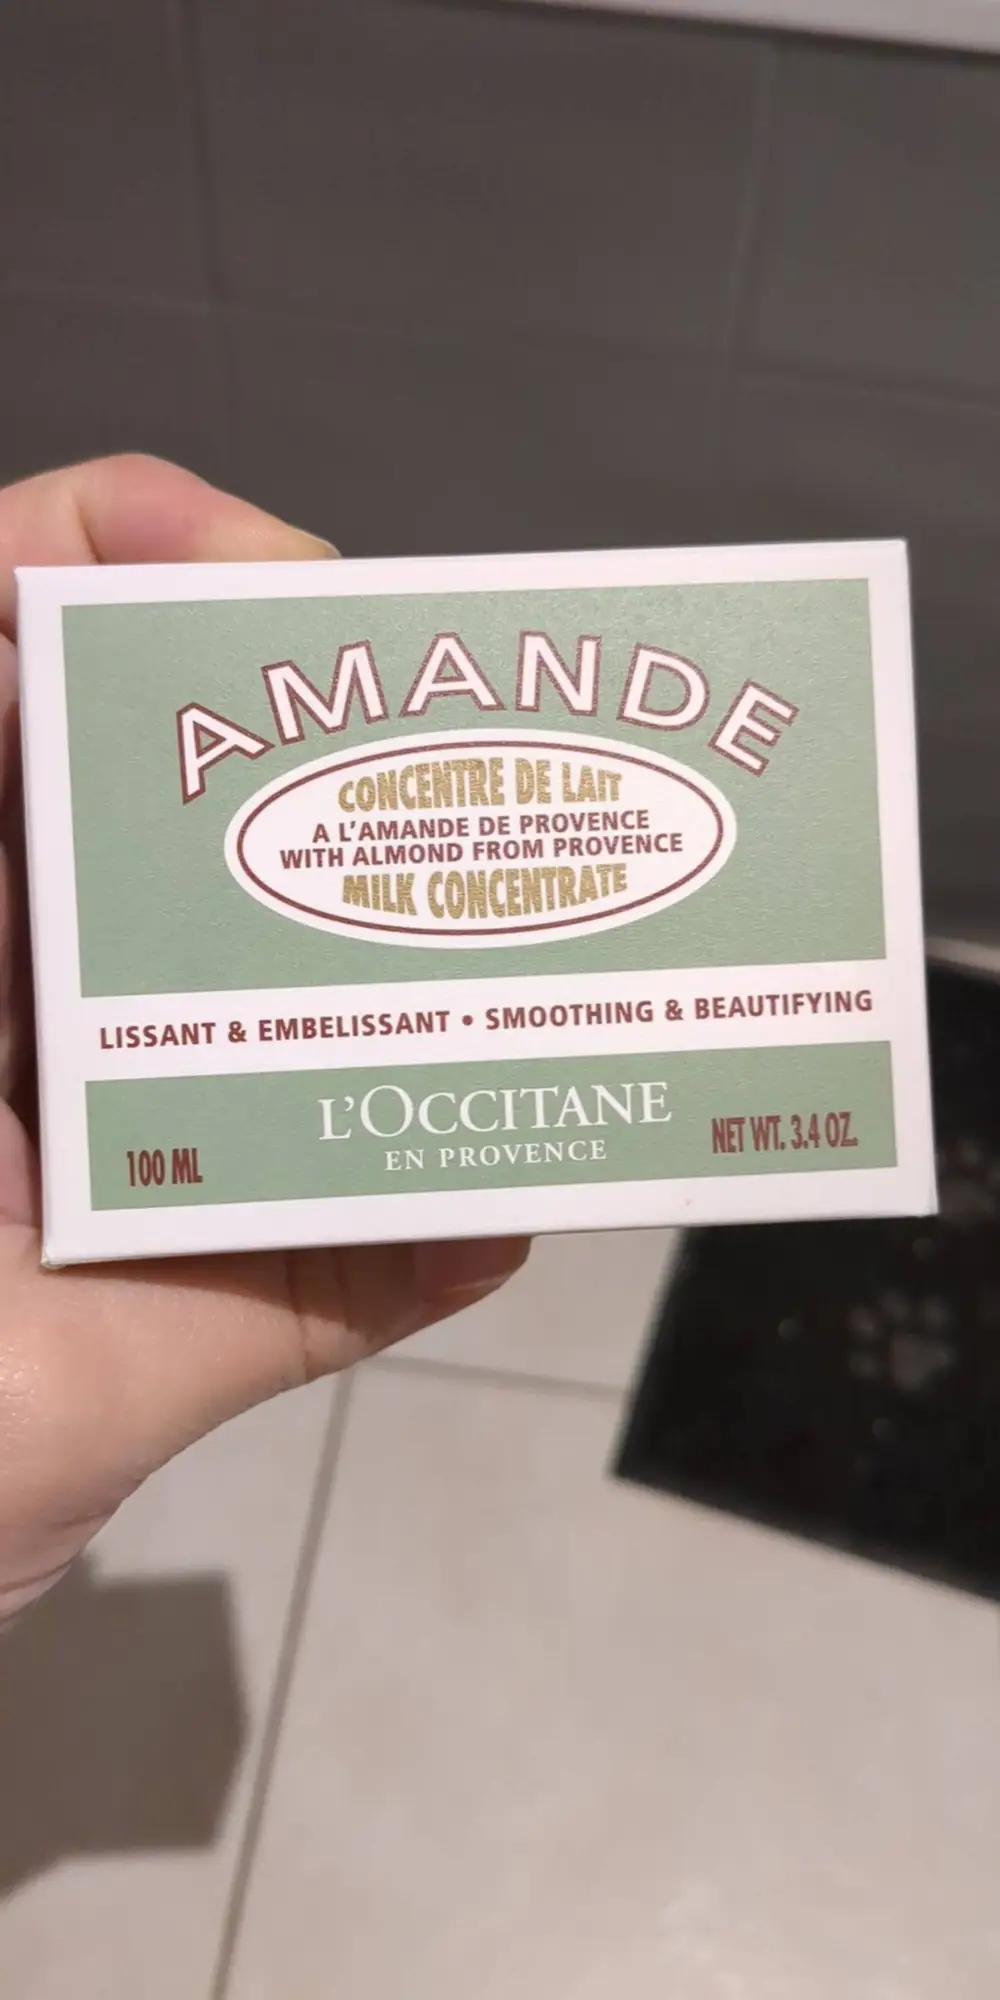 AMANDE
CONCENTRE DE LAIT
A L'AMANDE DE PROVENCE
WITH ALMOND FROM PROVENCE
MILK CONCENTRATE
LISSANT & EMBELISSANT • SMOOTHING & BEAUTIFYING
L'OCCITANE
EN PROVENCE
100 ML
NET WT. 3.4 OZ.